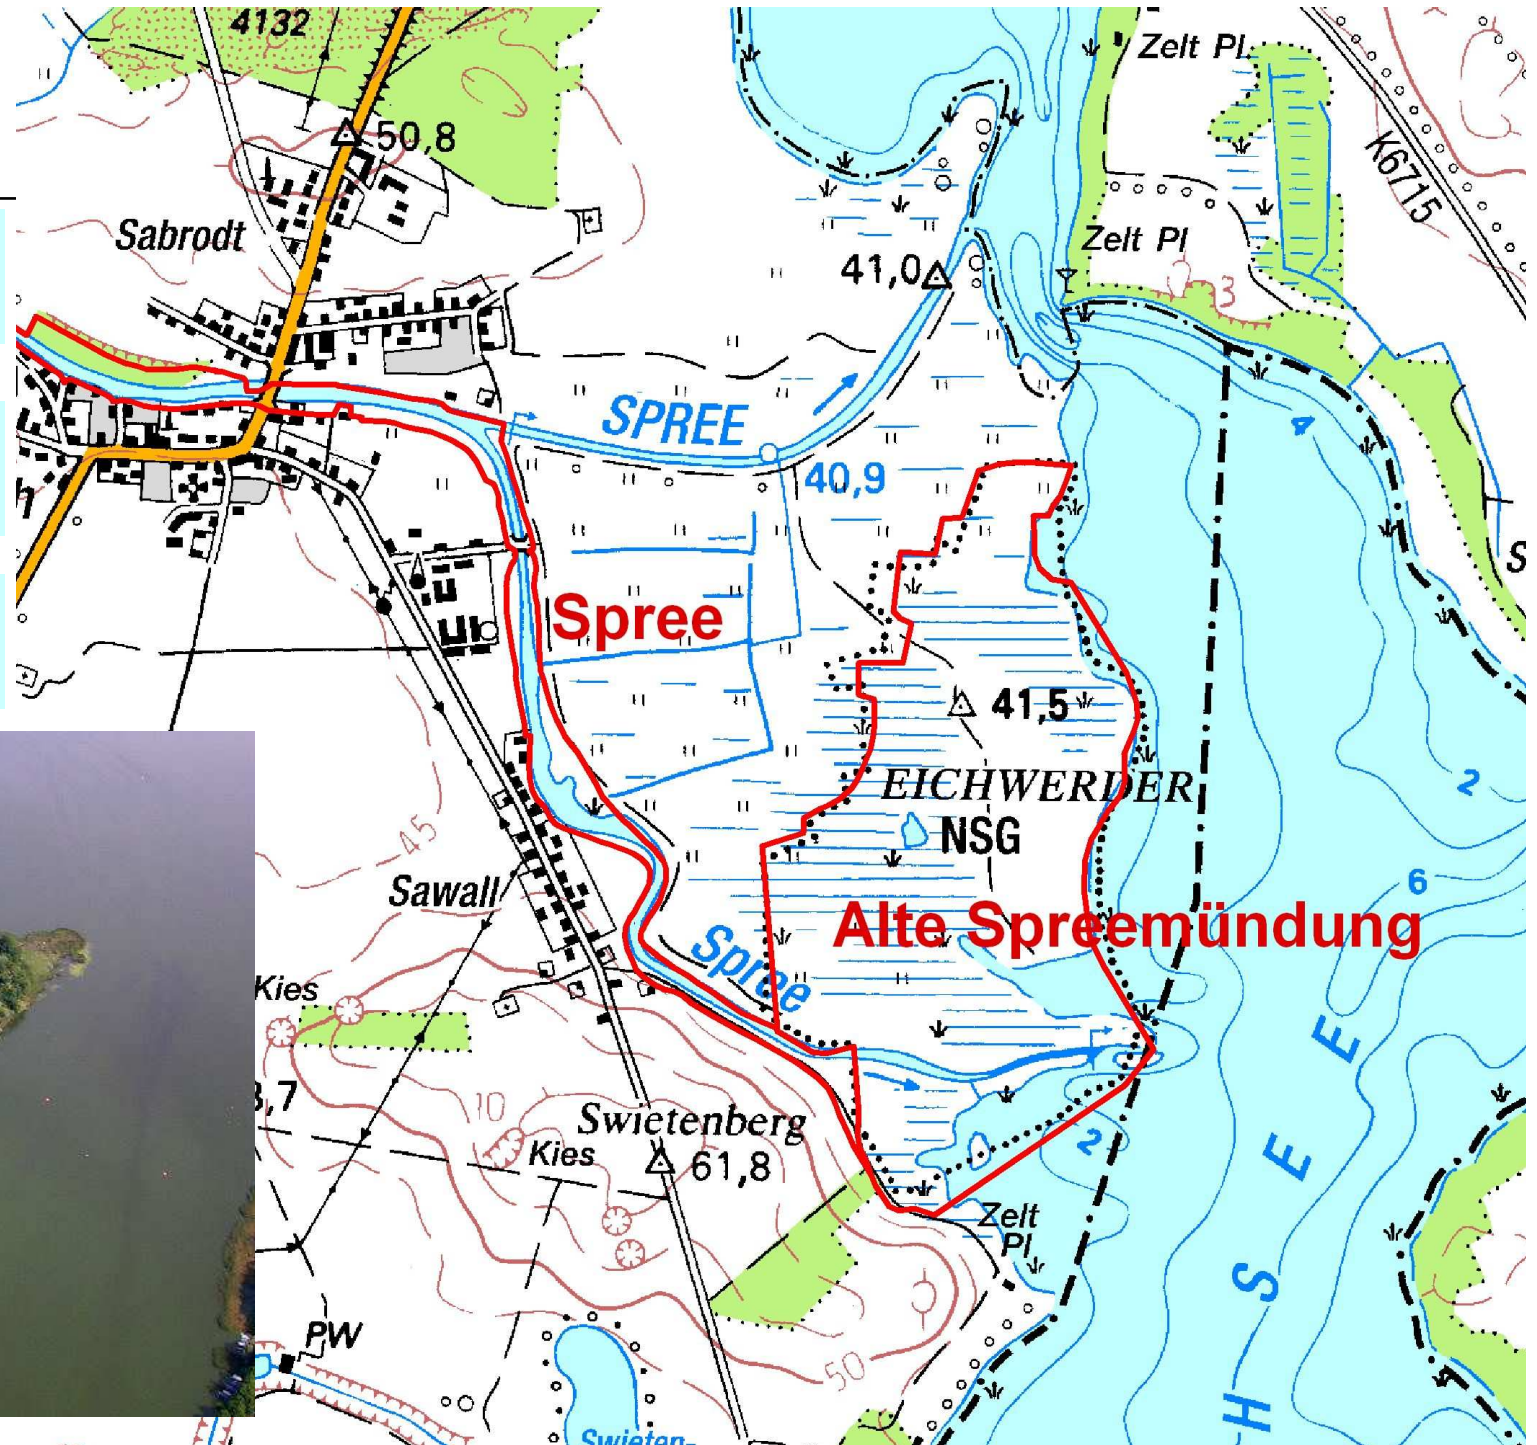 4132
Zelt Pl
50,8
K6715
Sabrodt
Zelt Pl
41,0
3
SPREE
4
40,9
Spree
41,5
EICHWERDER
2
NSG
45
6
Sawall
Alte Spreemündung
Spree
Kies
E
3,7
Swietenberg
2
Kies
61,8
E
Zelt
Pl
S
PW
50
H
Swieten-